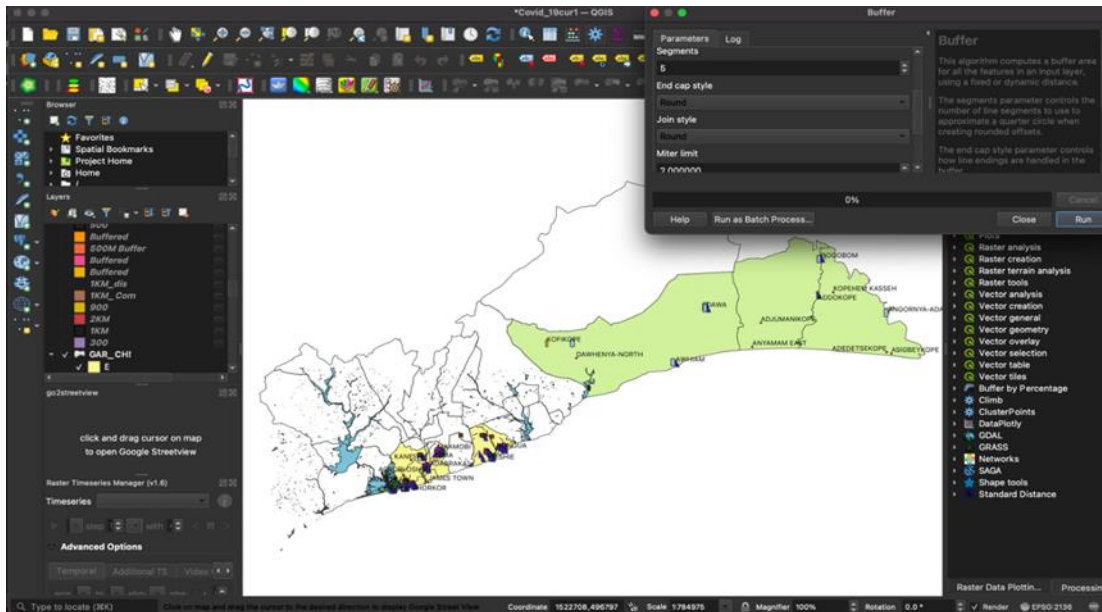 *Covid_19cur1 — QGIS
Buffer
Parameters
Log
Segments
5
End cap style
Round
Join style
Round
Miter limit
2.000000
Buffer
This algorithm computes a buffer area
for all the features in an input layer,
using a fixed or dynamic distance.
The segments parameter controls the
number of line segments to use to
approximate a quarter circle when
creating rounded offsets.
The end cap style parameter controls
how line endings are handled in the
buffer.
0%
Cancel
Help
Run as Batch Process...
Close
Run
Browser
Favorites
Spatial Bookmarks
Project Home
Home
/
Layers
500
Buffered
500M Buffer
Buffered
Buffered
1KM_dis
1KM_Com
900
2KM
1KM
300
GAR_CH!
E
go2streetview
click and drag cursor on map
to open Google Streetview
Raster Timeseries Manager (v1.6)
Timeseries
step
1
with
Advanced Options
Temporal
Additional TS
Video
KOPEHEM KASSEH
ADDOKOPE
DAWA
ADJUMANIKOPE
KOFIKOPE
DAWHENYA-NORTH
ANYAMAM EAST
ADEDETSEKOPE
ASIGBEYKOPE
JAMES TOWN
Plots
Raster analysis
Raster creation
Raster terrain analysis
Raster tools
Vector analysis
Vector creation
Vector general
Vector geometry
Vector overlay
Vector selection
Vector table
Vector tiles
Buffer by Percentage
Climb
ClusterPoints
DataPlotly
GDAL
GRASS
Networks
SAGA
Shape tools
Standard Distance
Raster Data Plottin...
Processin
Type to locate (⌘K)
Click on map and drag the cursor to the desired direction to display Google Street View
Coordinate 1522708,496797
Scale 1:784975
Magnifier 100%
Rotation 0.0 °
Render
EPSG:2136